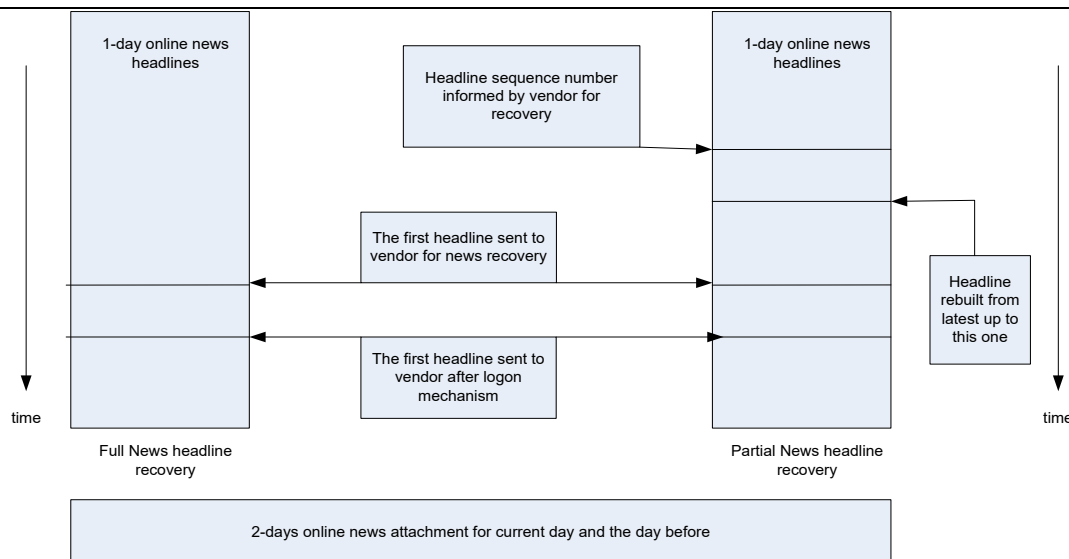 1-day online news
headlines
Headline sequence number
informed by vendor for
recovery
1-day online news
headlines
The first headline sent to
vendor for news recovery
Headline
rebuilt from
latest up to
this one
The first headline sent to
vendor after logon
mechanism
time
time
Full News headline
recovery
Partial News headline
recovery
2-days online news attachment for current day and the day before